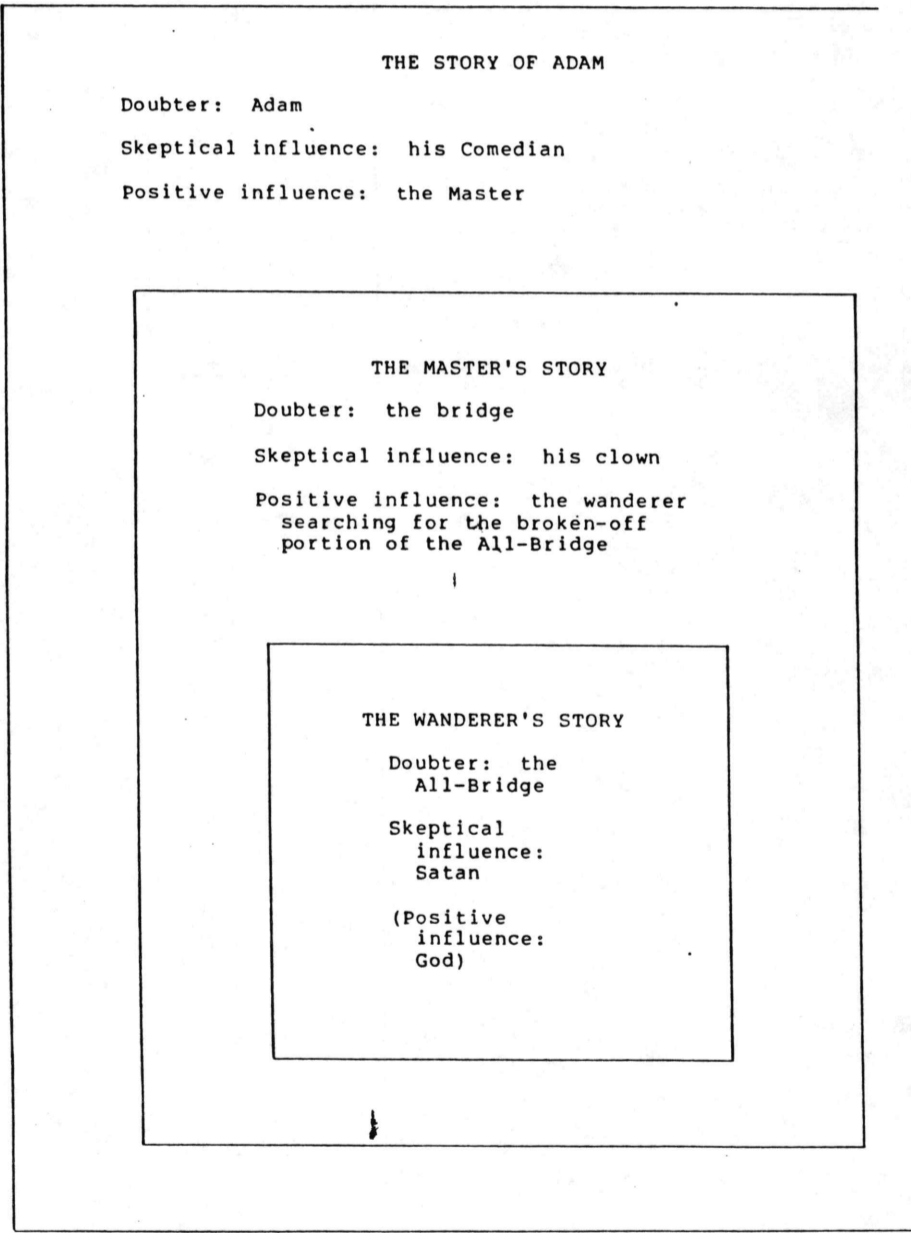 THE STORY OF ADAM
Doubter: Adam
Skeptical influence: his Comedian
Positive influence: the Master
THE MASTER'S STORY
Doubter: the bridge
Skeptical influence: his clown
Positive influence: the wanderer
searching for the broken-off
portion of the All-Bridge
THE WANDERER'S STORY
Doubter: the
All-Bridge
Skeptical
influence:
Satan
(Positive
influence:
God)